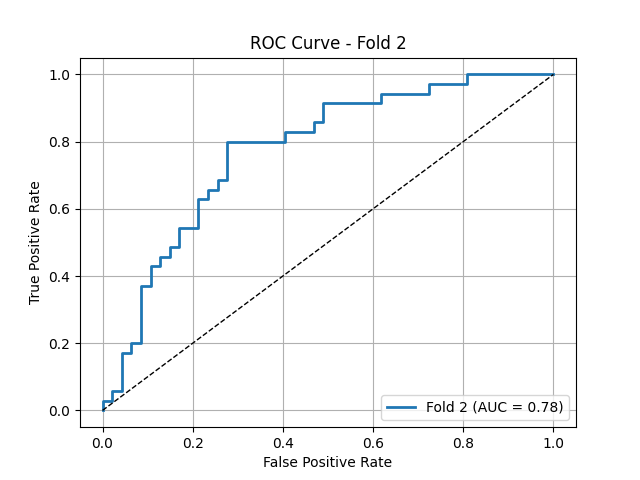 ROC Curve - Fold 2
1.0
0.8
0.6
0.4
0.2
0.0
True Positive Rate
Fold 2 (AUC = 0.78)
0.0 0.2 0.4 0.6 0.8 1.0
False Positive Rate